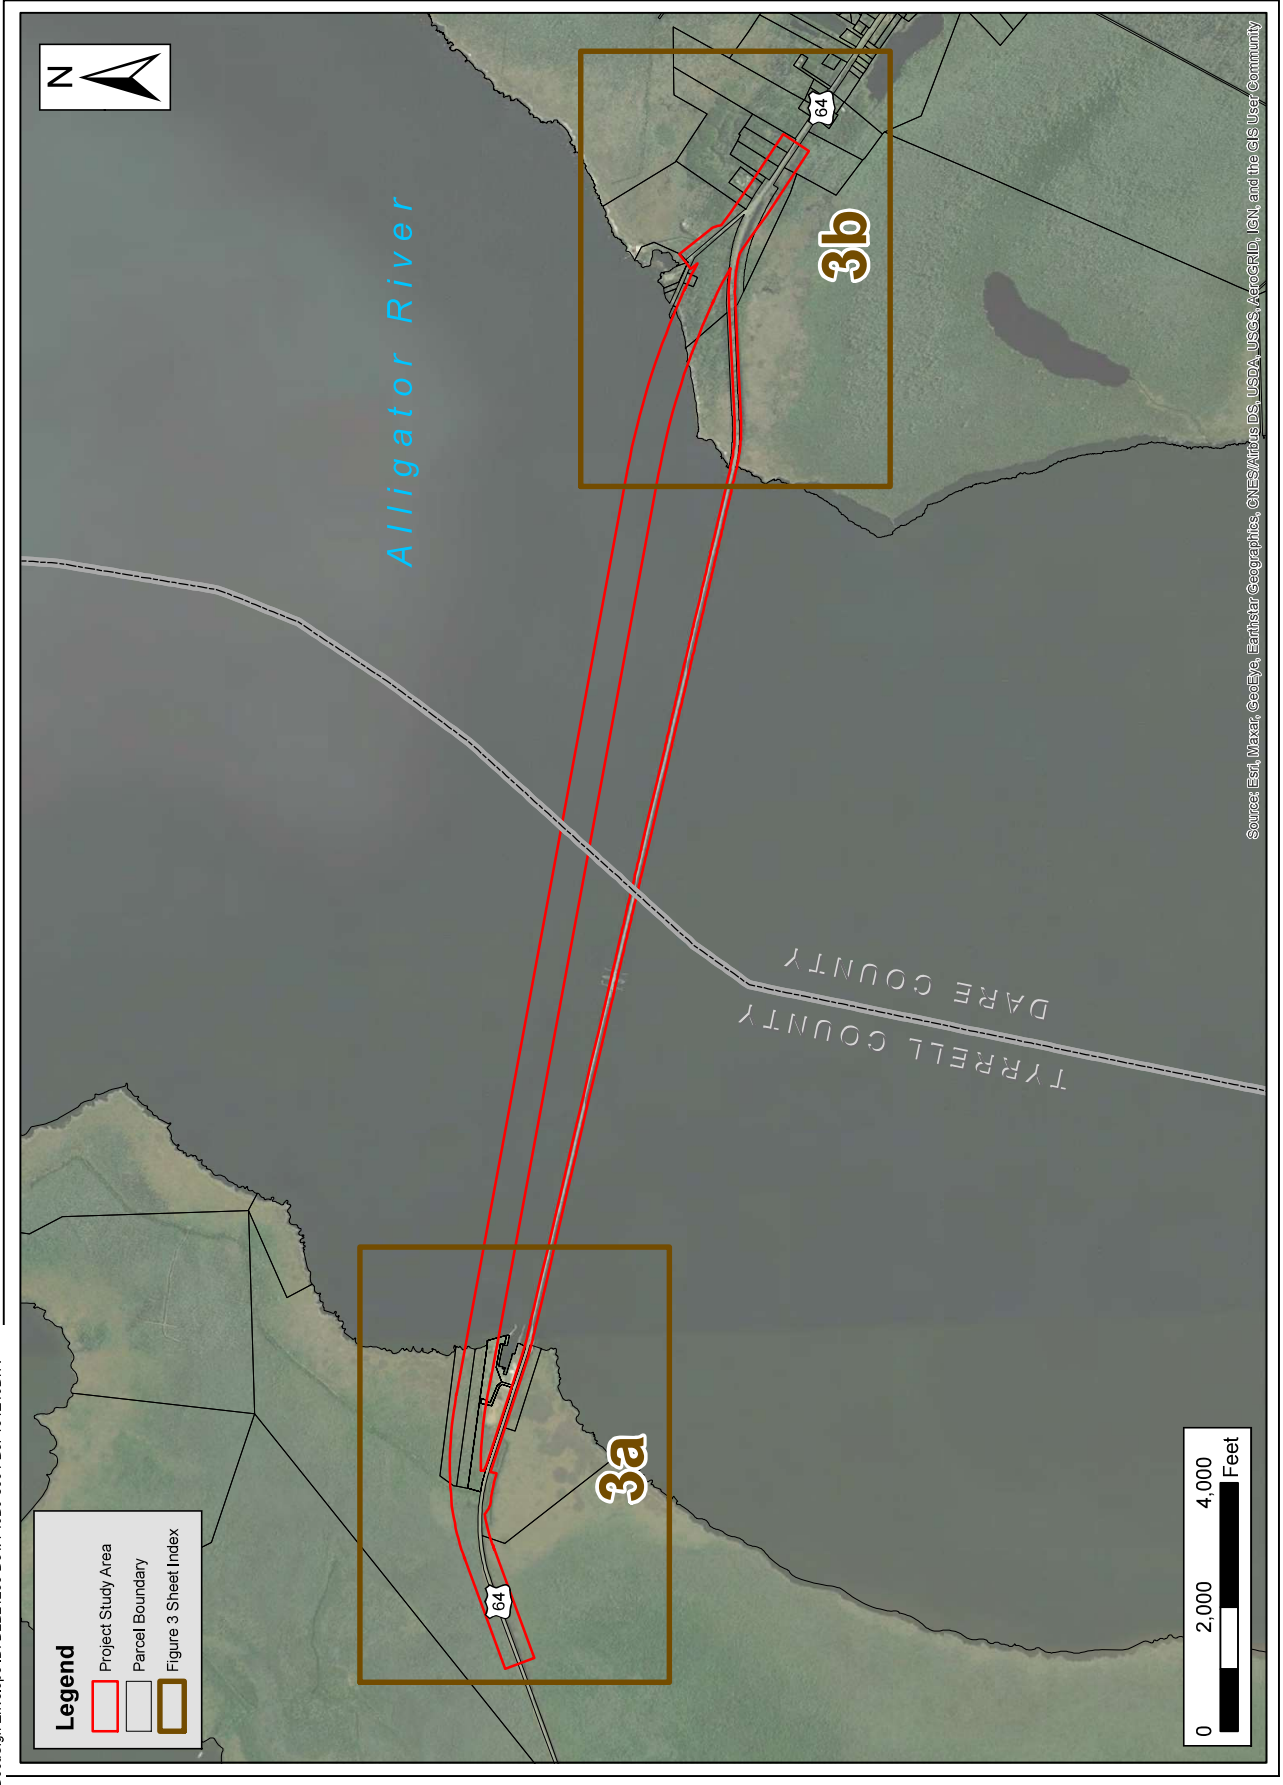 N
Legend
Project Study Area
Parcel Boundary
Figure 3 Sheet Index
Alligator River
64
3a
64
3b
TYRRELL COUNTY
DARE COUNTY
0 2,000 4,000
Feet
Source: Esri, Maxar, GeoEye, Earthstar Geographics, CNES/Airbus DS, USDA, USGS, AeroGRID, IGN, and the GIS User Community